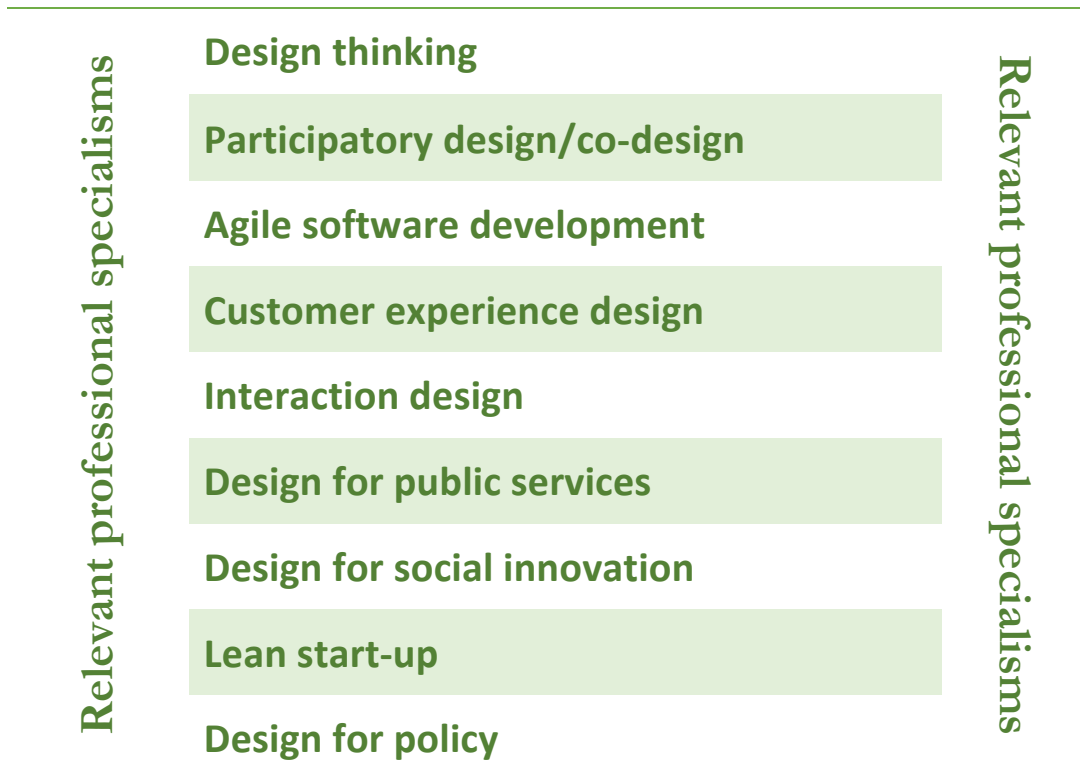 Relevant professional specialisms
Design thinking
Participatory design/co-design
Agile software development
Customer experience design
Interaction design
Design for public services
Design for social innovation
Lean start-up
Design for policy
Relevant professional specialisms